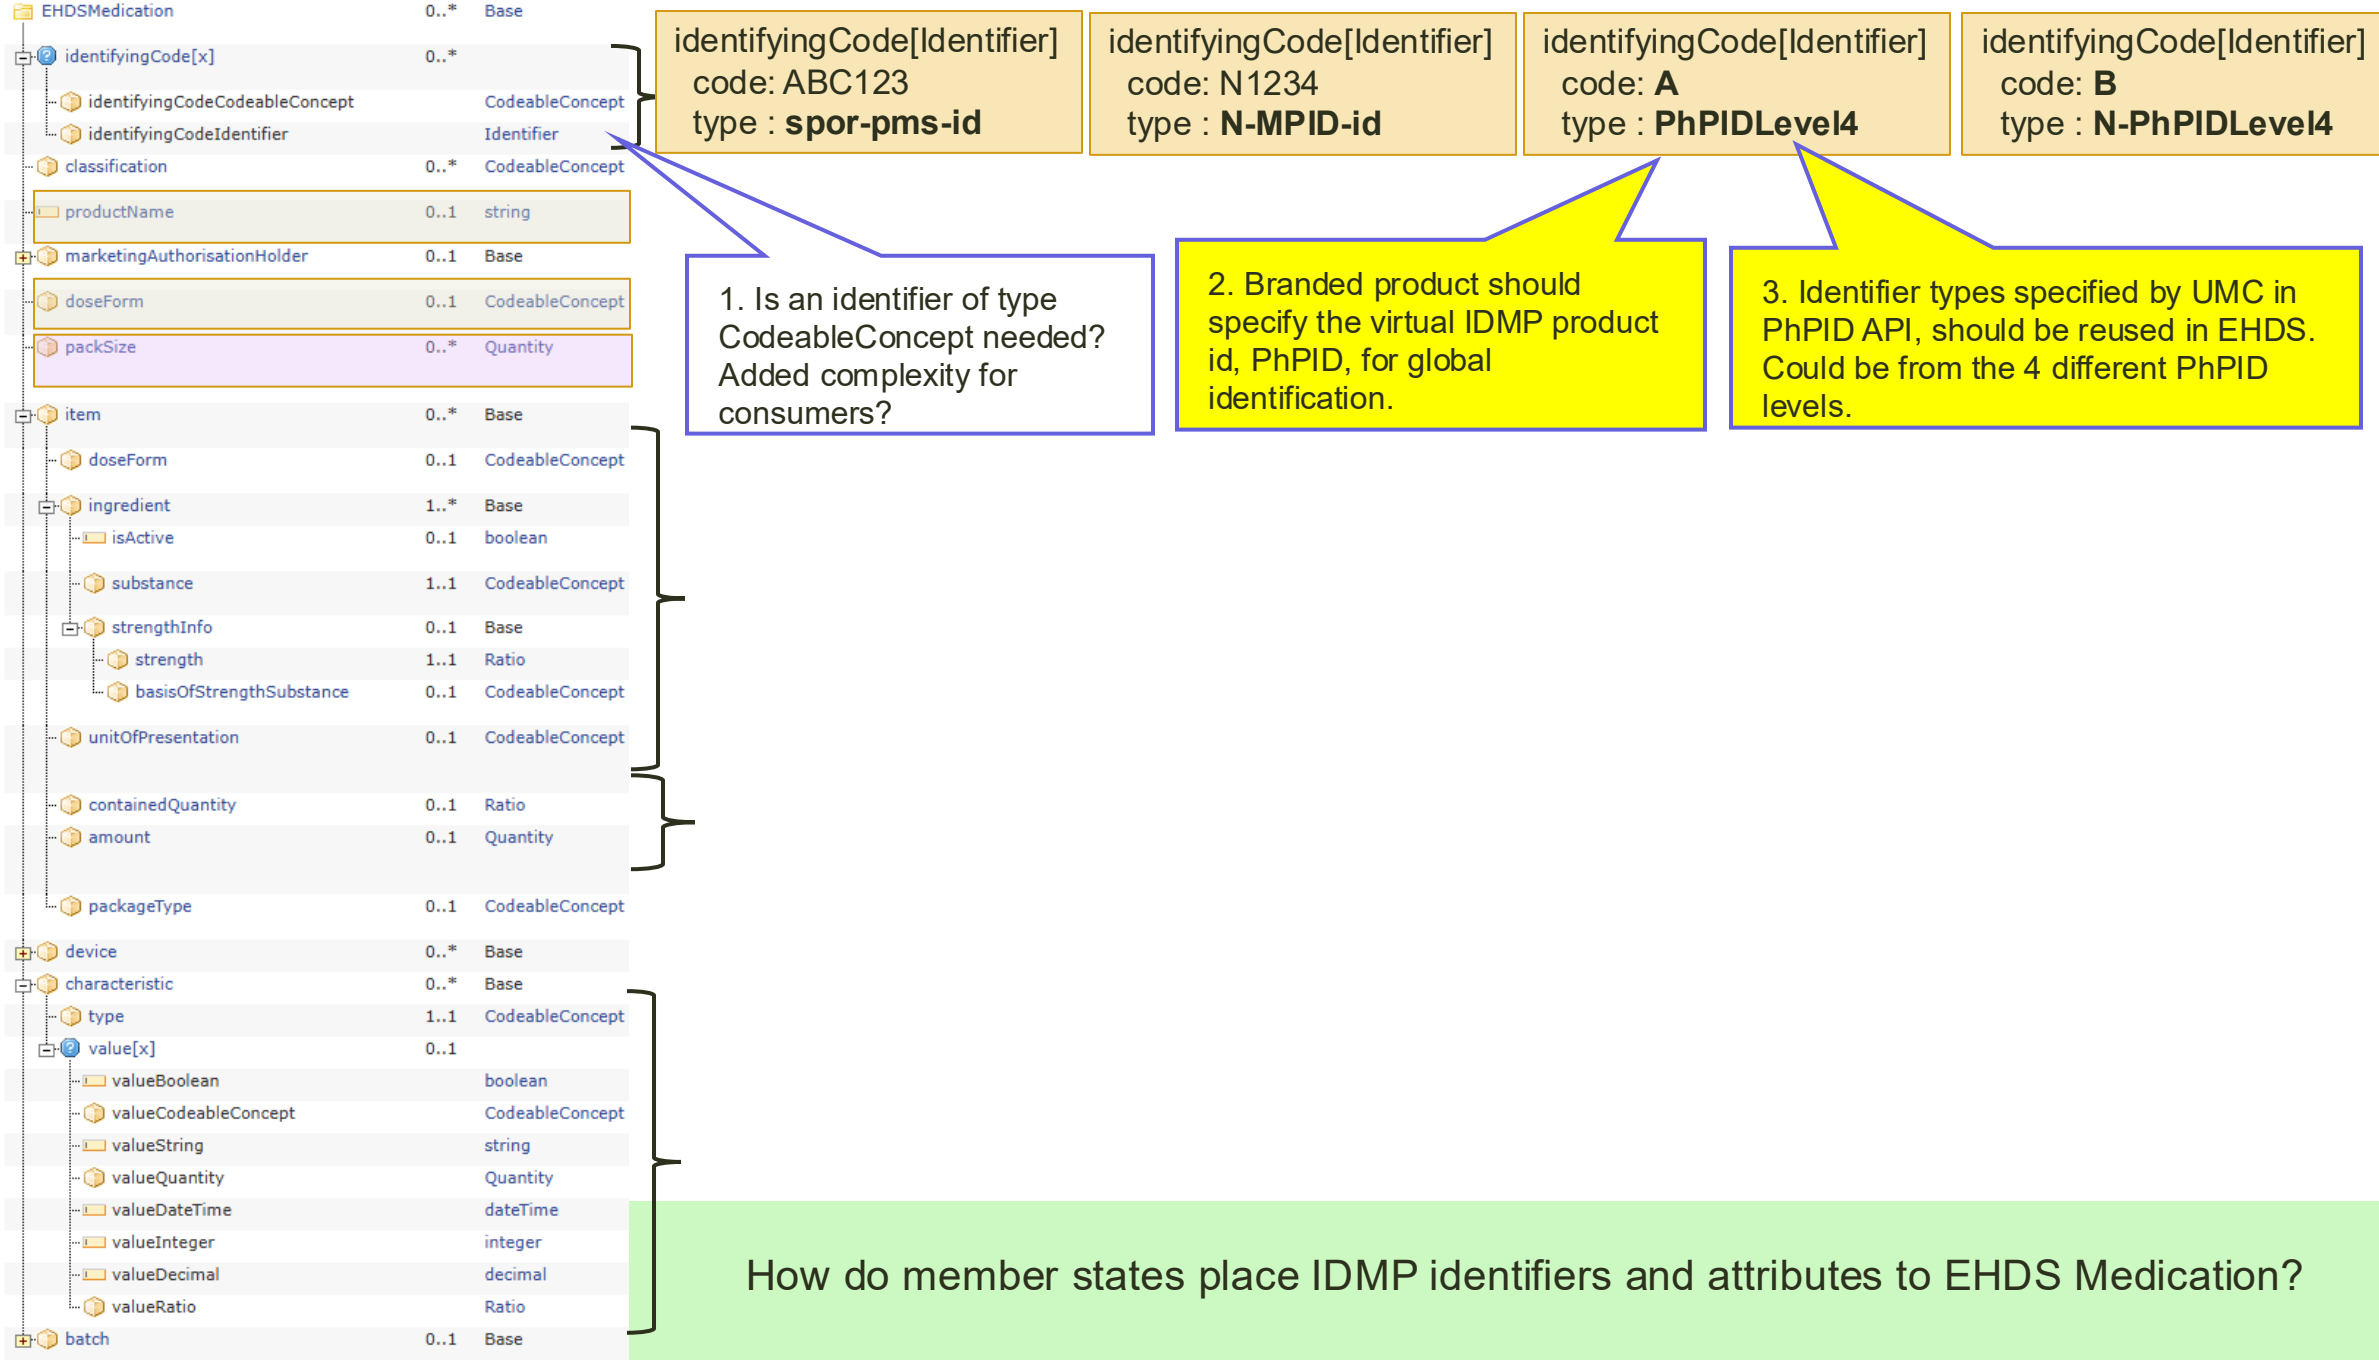 EHDSMedication 0..* Base
identifyingCode[x] 0..*
identifyingCodeCodeableConcept CodeableConcept
identifyingCodeIdentifier Identifier
classification 0..* CodeableConcept
productName 0..1 string
marketingAuthorisationHolder 0..1 Base
doseForm 0..1 CodeableConcept
packSize 0..* Quantity
item 0..* Base
doseForm 0..1 CodeableConcept
ingredient 1..* Base
isActive 0..1 boolean
substance 1..1 CodeableConcept
strengthInfo 0..1 Base
strength 1..1 Ratio
basisOfStrengthSubstance 0..1 CodeableConcept
unitOfPresentation 0..1 CodeableConcept
containedQuantity 0..1 Ratio
amount 0..1 Quantity
packageType 0..1 CodeableConcept
device 0..* Base
characteristic 0..* Base
type 1..1 CodeableConcept
value[x] 0..1
valueBoolean boolean
valueCodeableConcept CodeableConcept
valueString string
valueQuantity Quantity
valueDateTime dateTime
valueInteger integer
valueDecimal decimal
valueRatio Ratio
batch 0..1 Base
identifyingCode[Identifier]
code: ABC123
type : spor-pms-id
identifyingCode[Identifier]
code: N1234
type : N-MPID-id
identifyingCode[Identifier]
code: A
type : PhPIDLevel4
identifyingCode[Identifier]
code: B
type : N-PhPIDLevel4
1. Is an identifier of type
CodeableConcept needed?
Added complexity for
consumers?
2. Branded product should
specify the virtual IDMP product
id, PhPID, for global
identification.
3. Identifier types specified by UMC in
PhPID API, should be reused in EHDS.
Could be from the 4 different PhPID
levels.
How do member states place IDMP identifiers and attributes to EHDS Medication?